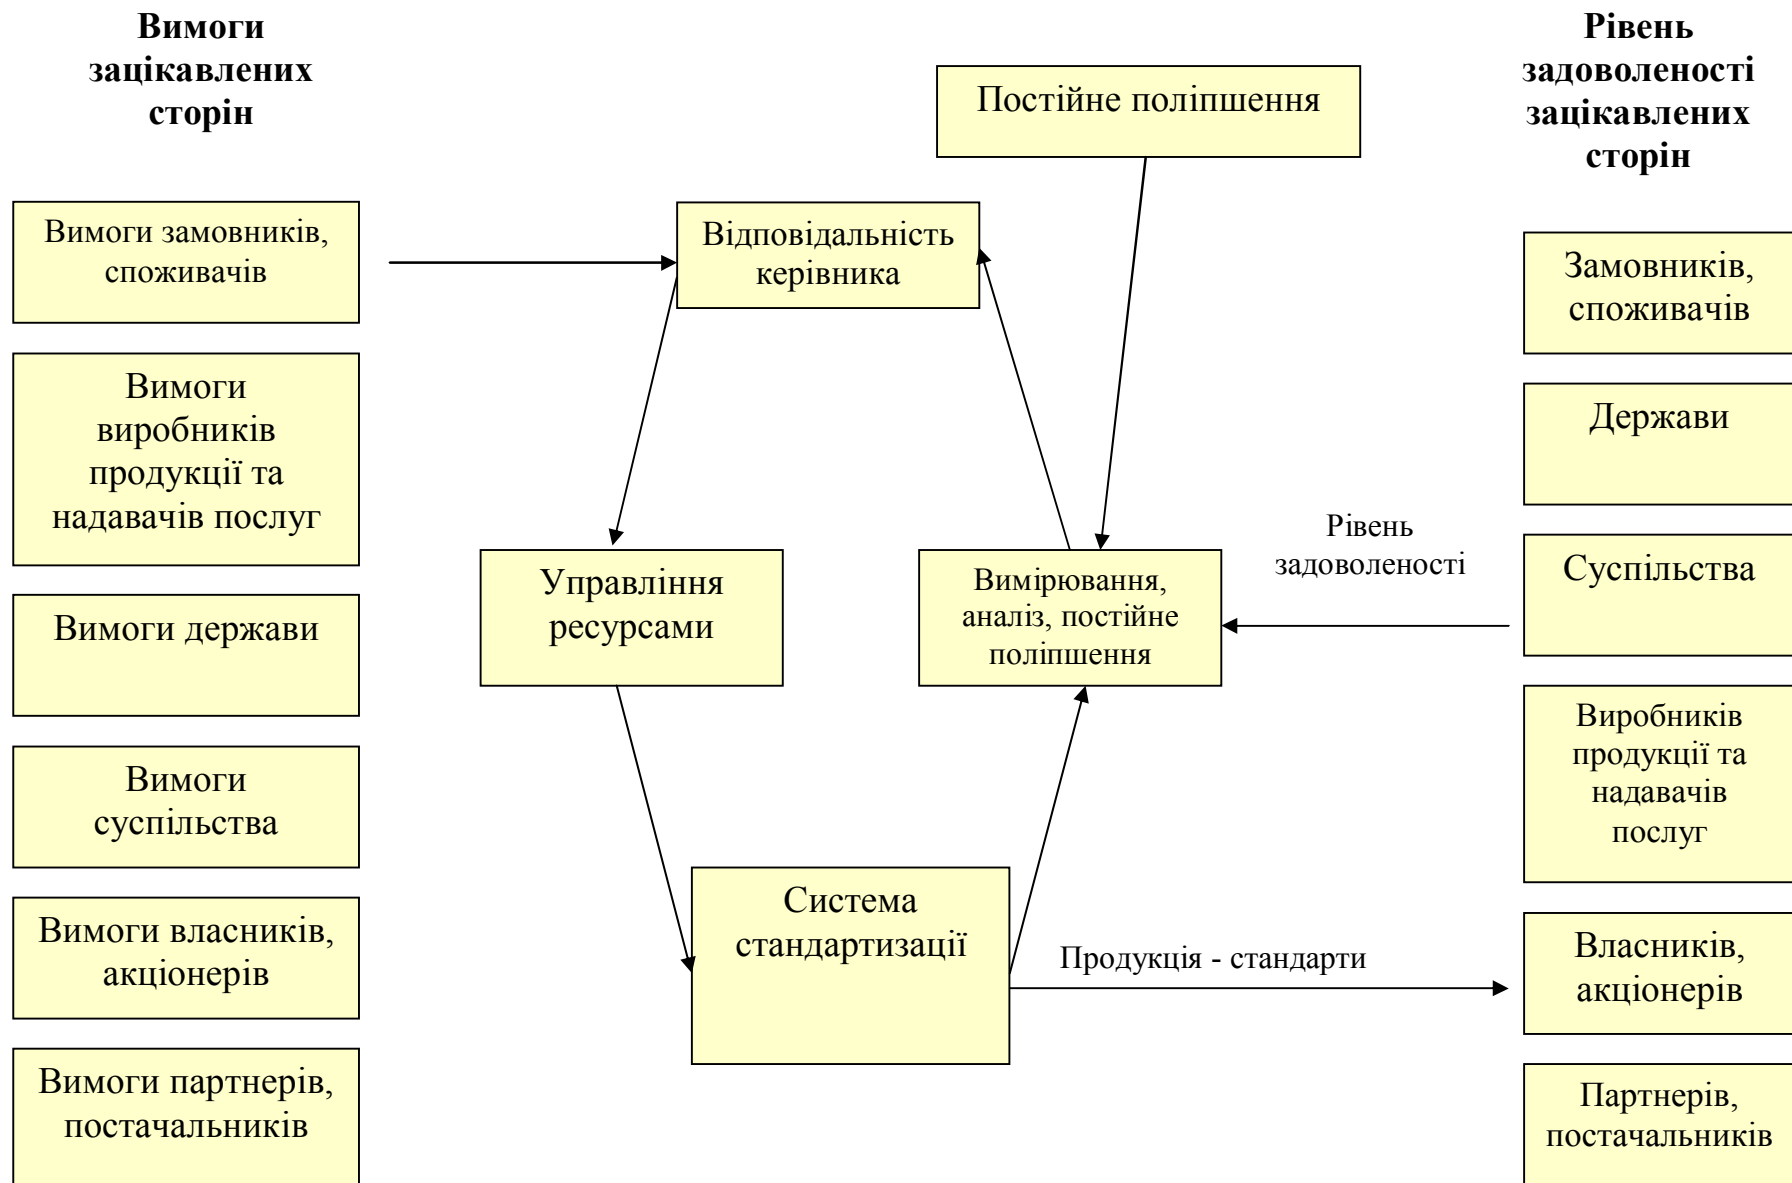 Вимоги
зацікавлених
сторін
Рівень
задоволеності
зацікавлених
сторін
Постійне поліпшення
Вимоги замовників,
споживачів
Вимоги
виробників
продукції та
надавачів послуг
Вимоги держави
Вимоги
суспільства
Вимоги власників,
акціонерів
Вимоги партнерів,
постачальників
Відповідальність
керівника
Управління
ресурсами
Вимірювання,
аналіз, постійне
поліпшення
Система
стандартизації
Рівень
задоволеності
Продукція - стандарти
Замовників,
споживачів
Держави
Суспільства
Виробників
продукції та
надавачів
послуг
Власників,
акціонерів
Партнерів,
постачальників